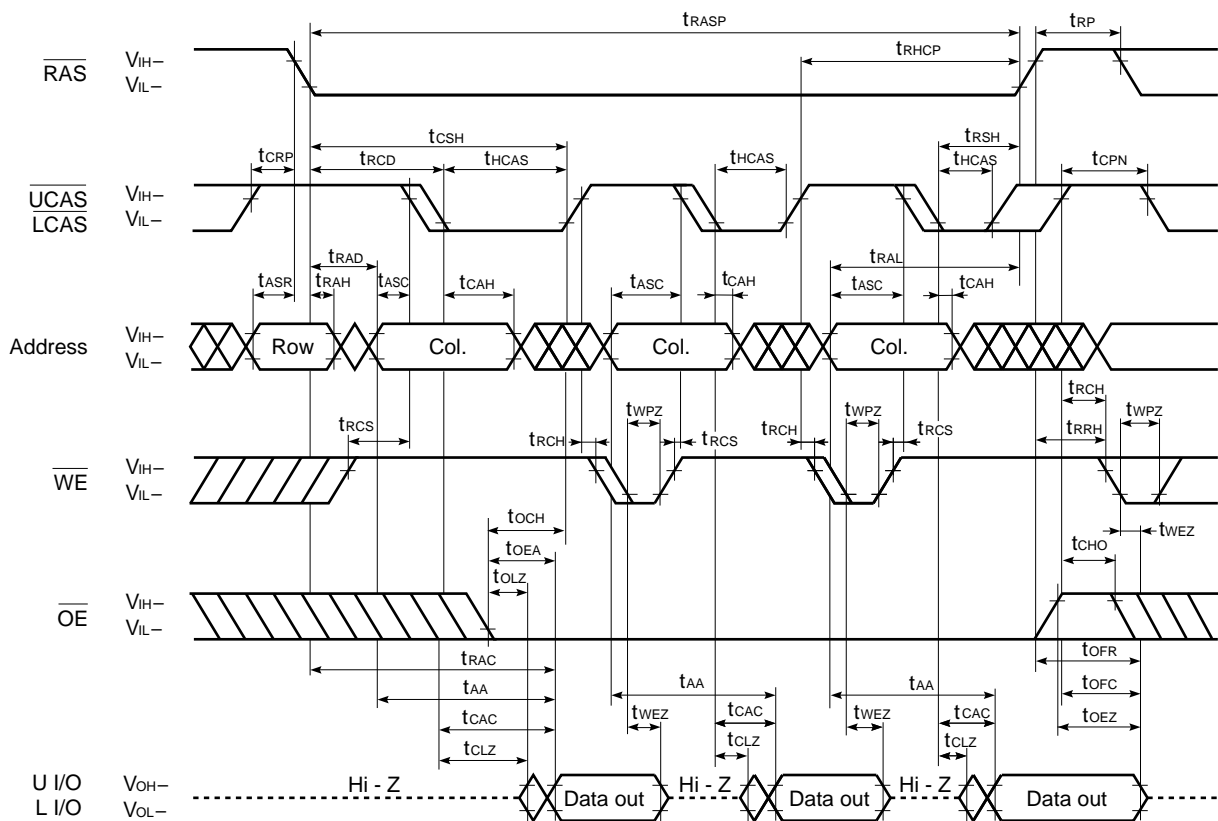 tRASP
tRP
RAS
VIH–
VIL–
tRHCP
tCRP
tCSH
tRCD
tHCAS
tHCAS
tRSH
tHCAS
tCPN
UCAS
LCAS
VIH–
VIL–
tRAD
tRAL
tASR
tRAH
tASC
tCAH
tASC
tCAH
tASC
tCAH
Address
VIH–
VIL–
Row
Col.
Col.
Col.
tRCS
tRCH
tWPZ
tRCS
tRCH
tWPZ
tRCS
tRCH
tRRH
tWPZ
WE
VIH–
VIL–
tOCH
tWEZ
tOEA
tCHO
tOLZ
OE
VIH–
VIL–
tRAC
tOFR
tAA
tAA
tAA
tOFC
tCAC
tWEZ
tCAC
tWEZ
tCAC
tOEZ
tCLZ
tCLZ
tCLZ
U I/O
L I/O
VOH–
VOL–
Hi - Z
Data out
Hi - Z
Data out
Hi - Z
Data out